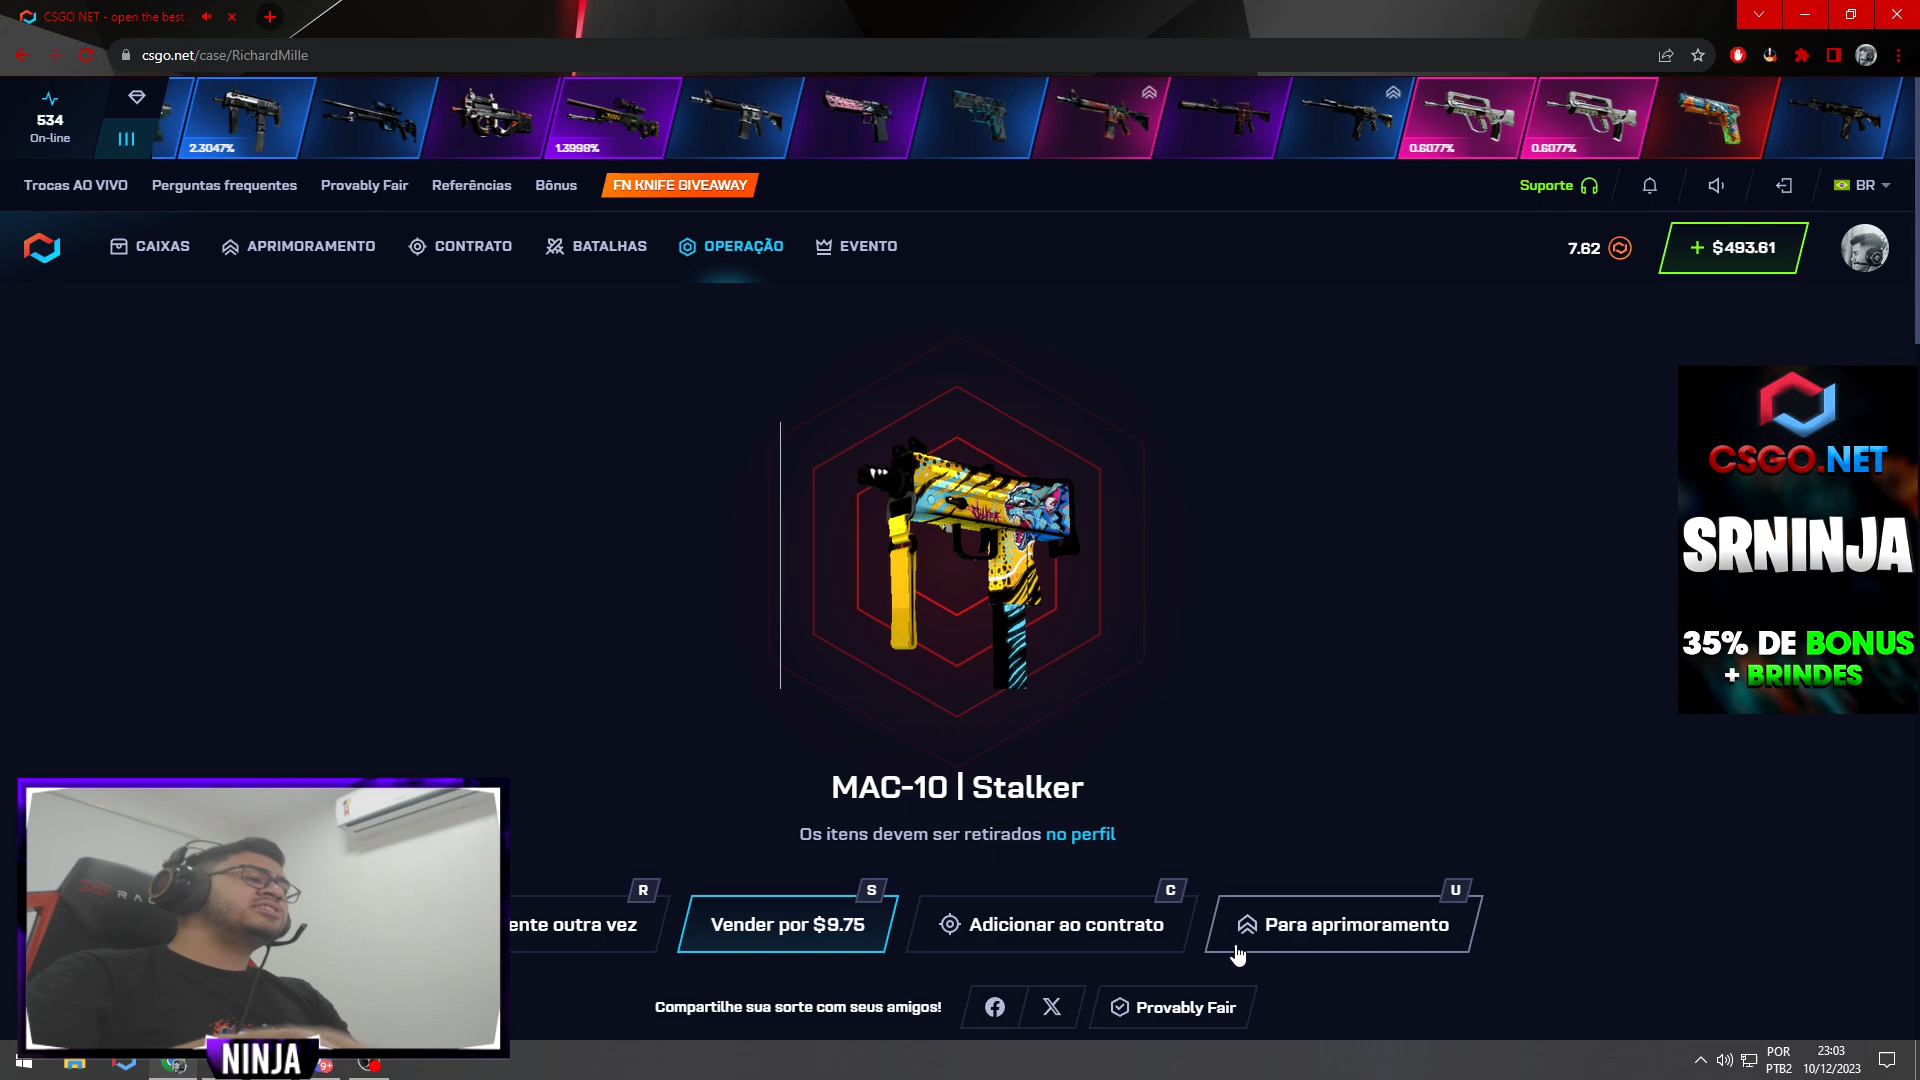 CSGO NET - open the best
csgo.net/case/RichardMille
534
On-line
2.3047%
1.3998%
0.6077%
0.6077%
Trocas AO VIVO
Perguntas frequentes
Provably Fair
Referências
Bônus
FN KNIFE GIVEAWAY
Suporte
BR
CAIXAS
APRIMORAMENTO
CONTRATO
BATALHAS
OPERAÇÃO
EVENTO
7.62
+ $493.61
CSGO.NET
SRNINJA
35% DE BONUS
+ BRINDES
MAC-10 | Stalker
Os itens devem ser retirados no perfil
R
S
C
U
ente outra vez
Vender por $9.75
Adicionar ao contrato
Para aprimoramento
Compartilhe sua sorte com seus amigos!
Provably Fair
NINJA
9+
POR
PTB2
23:03
10/12/2023